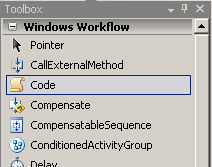 Toolbox
Windows Workflow
Pointer
CallExternalMethod
Code
Compensate
CompensatableSequence
ConditionedActivityGroup
Delay